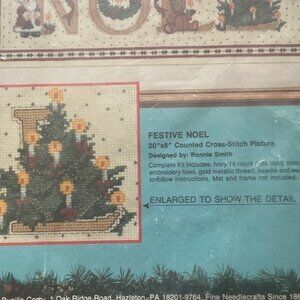 NOEL
FESTIVE NOEL
20"x8" Counted Cross-Stitch Picture
Designed by: Bonnie Smith
Complete Kit Includes: Ivory 14 count cloth,
embroidery floss, gold metallic thread, needle and
to-follow instructions. Mat and frame not included.
ENLARGED TO SHOW THE DETAIL
1 Oak Ridge Road, Hazleton, PA 18201-9764. Fine Needlecrafts Since